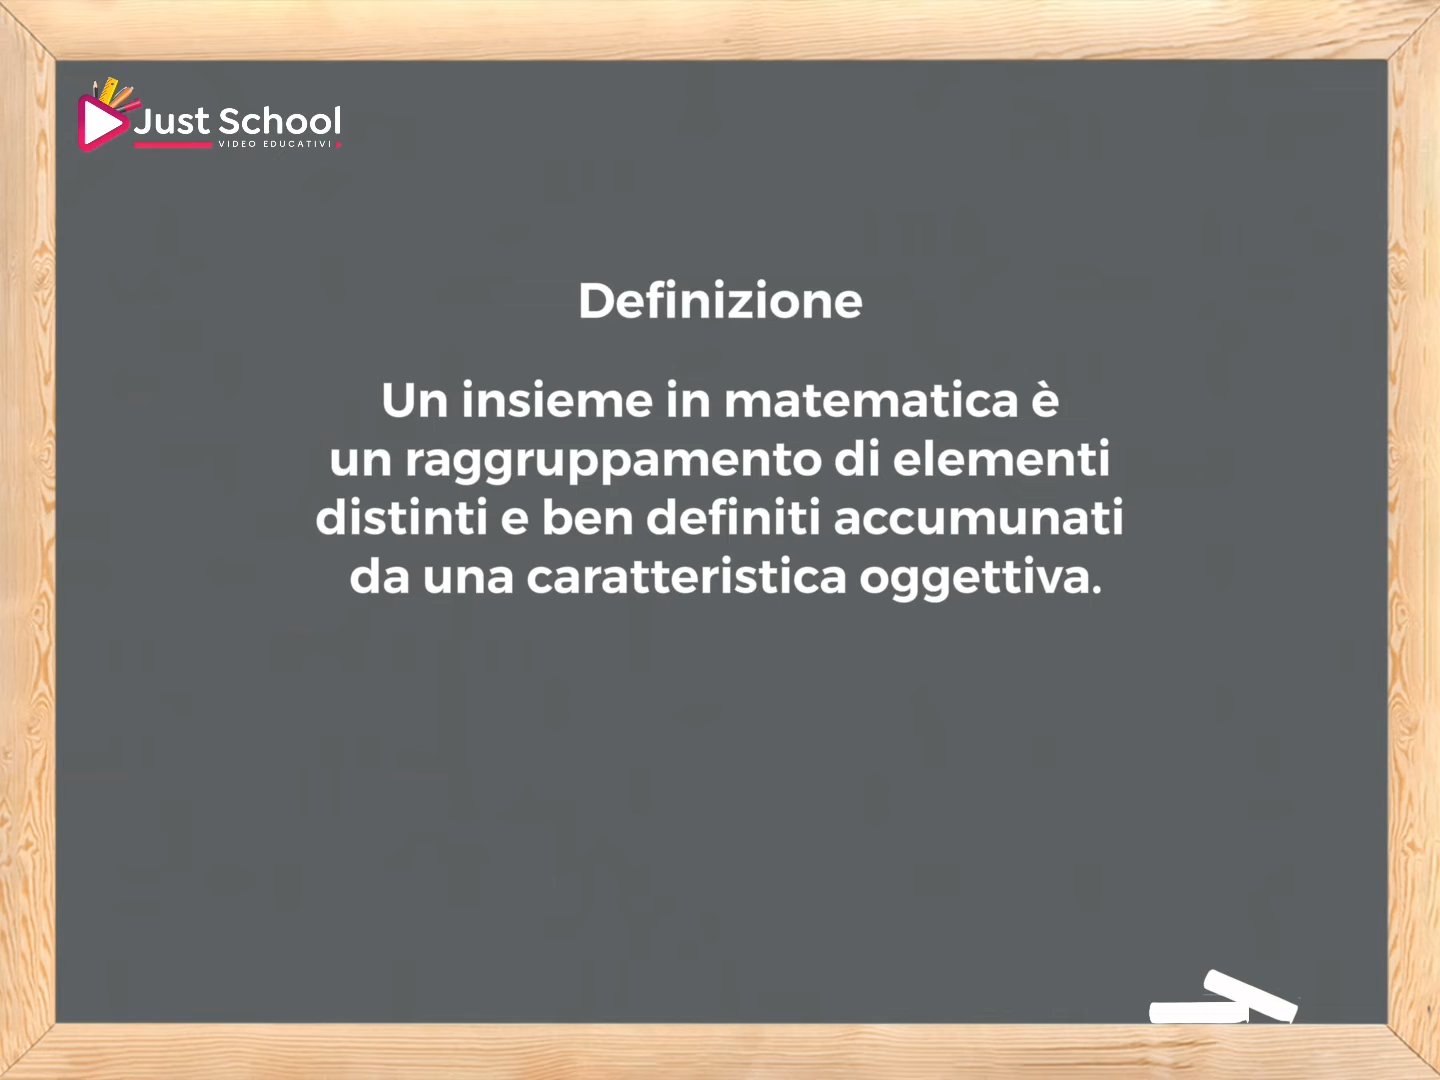 Just School
VIDEO EDUCATIVI
Definizione
Un insieme in matematica è
un raggruppamento di elementi
distinti e ben definiti accumunati
da una caratteristica oggettiva.